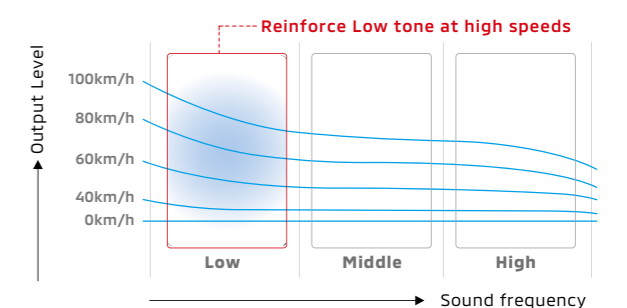 Reinforce Low tone at high speeds
Output Level
100km/h
80km/h
60km/h
40km/h
0km/h
Low
Middle
High
Sound frequency